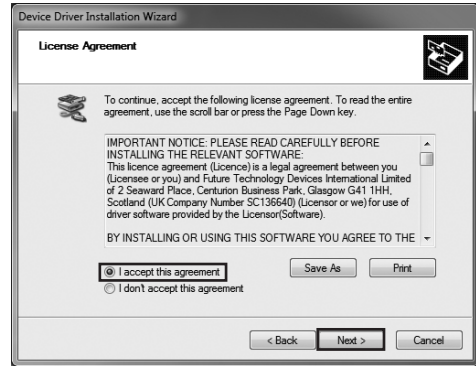 Device Driver Installation Wizard
License Agreement
To continue, accept the following license agreement. To read the entire
agreement, use the scroll bar or press the Page Down key.
IMPORTANT NOTICE: PLEASE READ CAREFULLY BEFORE
INSTALLING THE RELEVANT SOFTWARE:
This licence agreement (Licence) is a legal agreement between you
(Licensee or you) and Future Technology Devices International Limited
of 2 Seaward Place, Centurion Business Park, Glasgow G41 1HH,
Scotland (UK Company Number SC136640) (Licensor or we) for use of
driver software provided by the Licensor(Software).
BY INSTALLING OR USING THIS SOFTWARE YOU AGREE TO THE
I accept this agreement
Save As
Print
I don't accept this agreement
< Back
Next >
Cancel